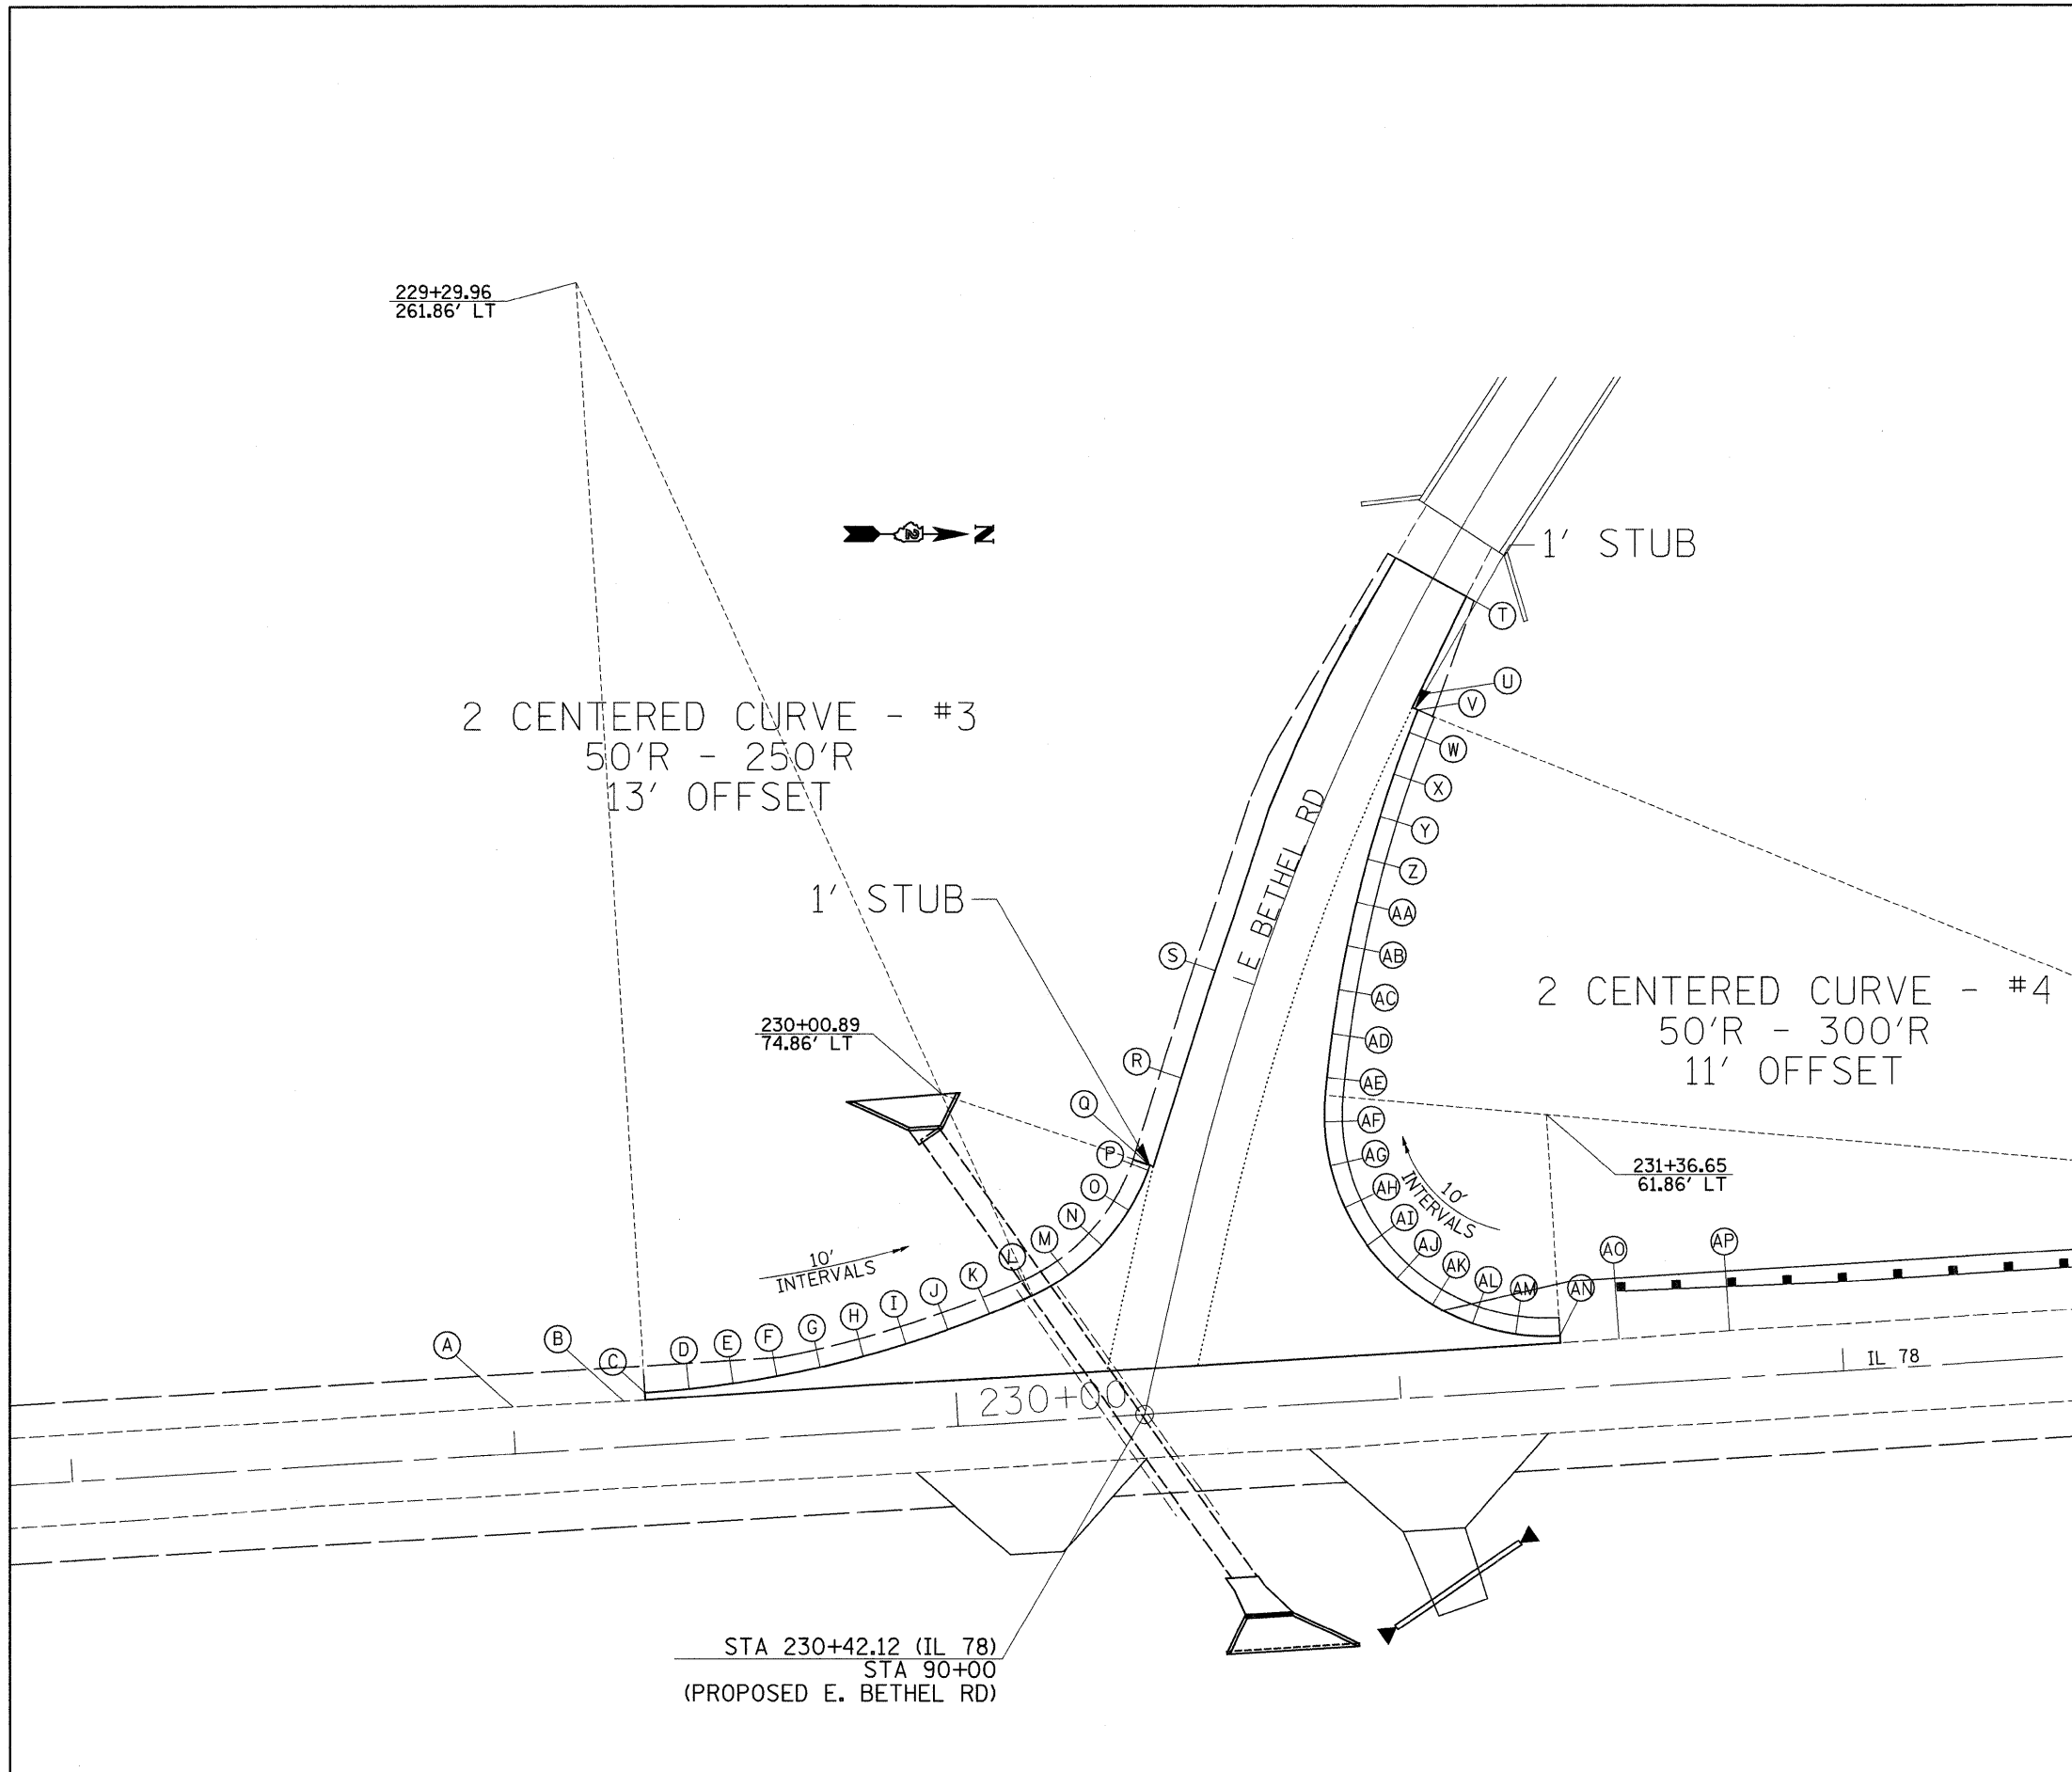 229+29.96
261.86' LT
N
1' STUB
T
U
V
2 CENTERED CURVE - #3
50'R - 250'R
13' OFFSET
W
X
Y
Z
AA
AB
AC
AD
AE
AF
AG
AH
AI
AJ
AK
AL
AM
AN
AO
AP
1' STUB
E BETHEL RD
S
R
Q
P
O
N
M
L
K
J
I
H
G
F
E
D
C
B
A
2 CENTERED CURVE - #4
50'R - 300'R
11' OFFSET
230+00.89
74.86' LT
231+36.65
61.86' LT
10'
INTERVALS
10'
INTERVALS
IL 78
230+00
STA 230+42.12 (IL 78)
STA 90+00
(PROPOSED E. BETHEL RD)